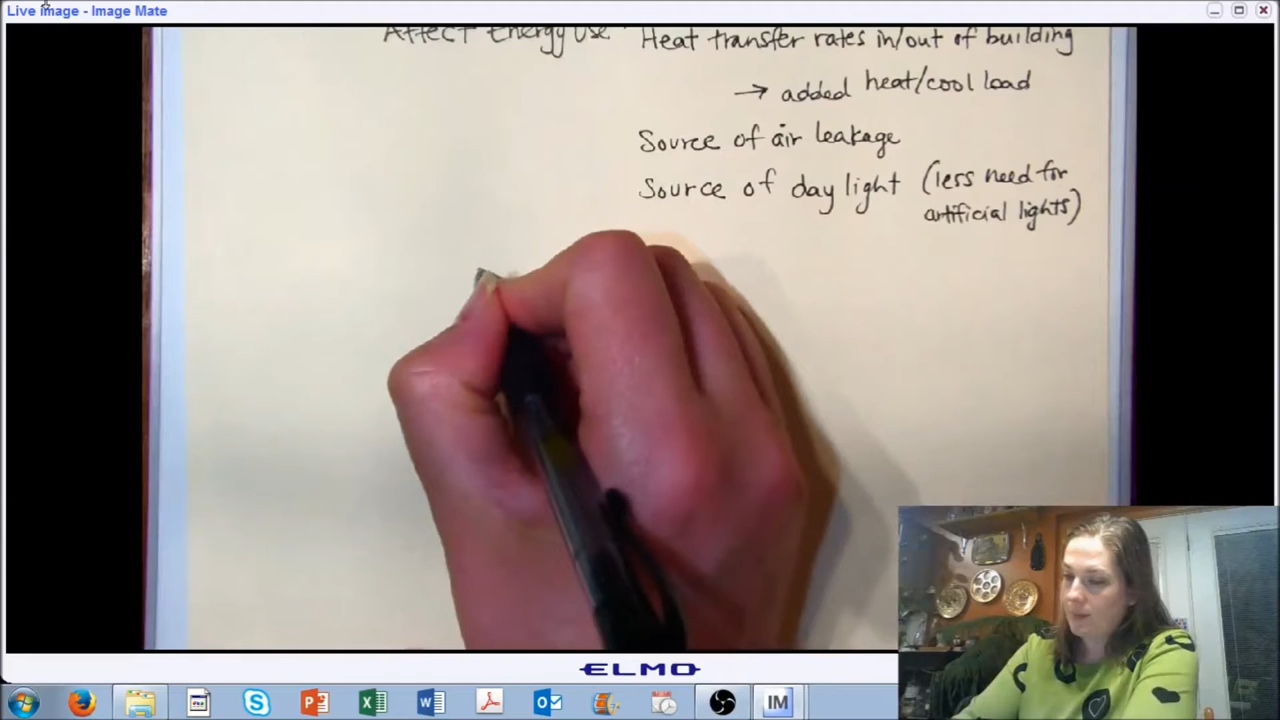 Live image - Image Mate
Affect Energy Use
Heat transfer rates in/out of building
→ added heat/cool load
Source of air leakage
Source of day light (less need for
artificial lights)
ELMO
IM